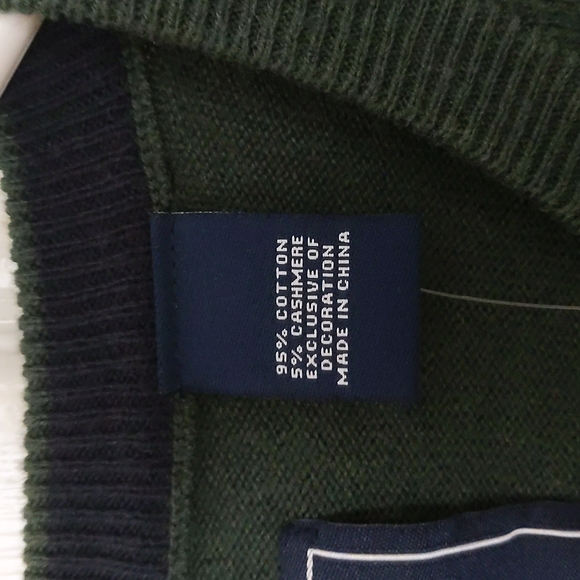 95% COTTON
5% CASHMERE
EXCLUSIVE OF
DECORATION
MADE IN CHINA